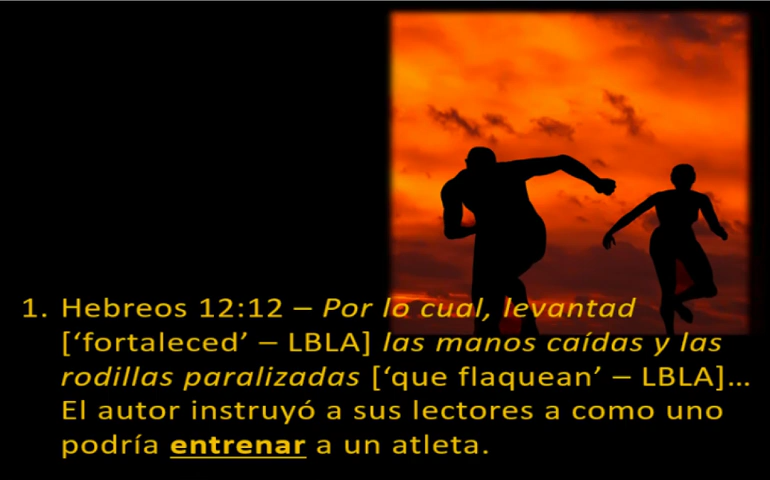 1. Hebreos 12:12 – Por lo cual, levantad
[‘fortaleced’ – LBLA] las manos caídas y las
rodillas paralizadas [‘que flaquean’ – LBLA]…
El autor instruyó a sus lectores a como uno
podría entrenar a un atleta.